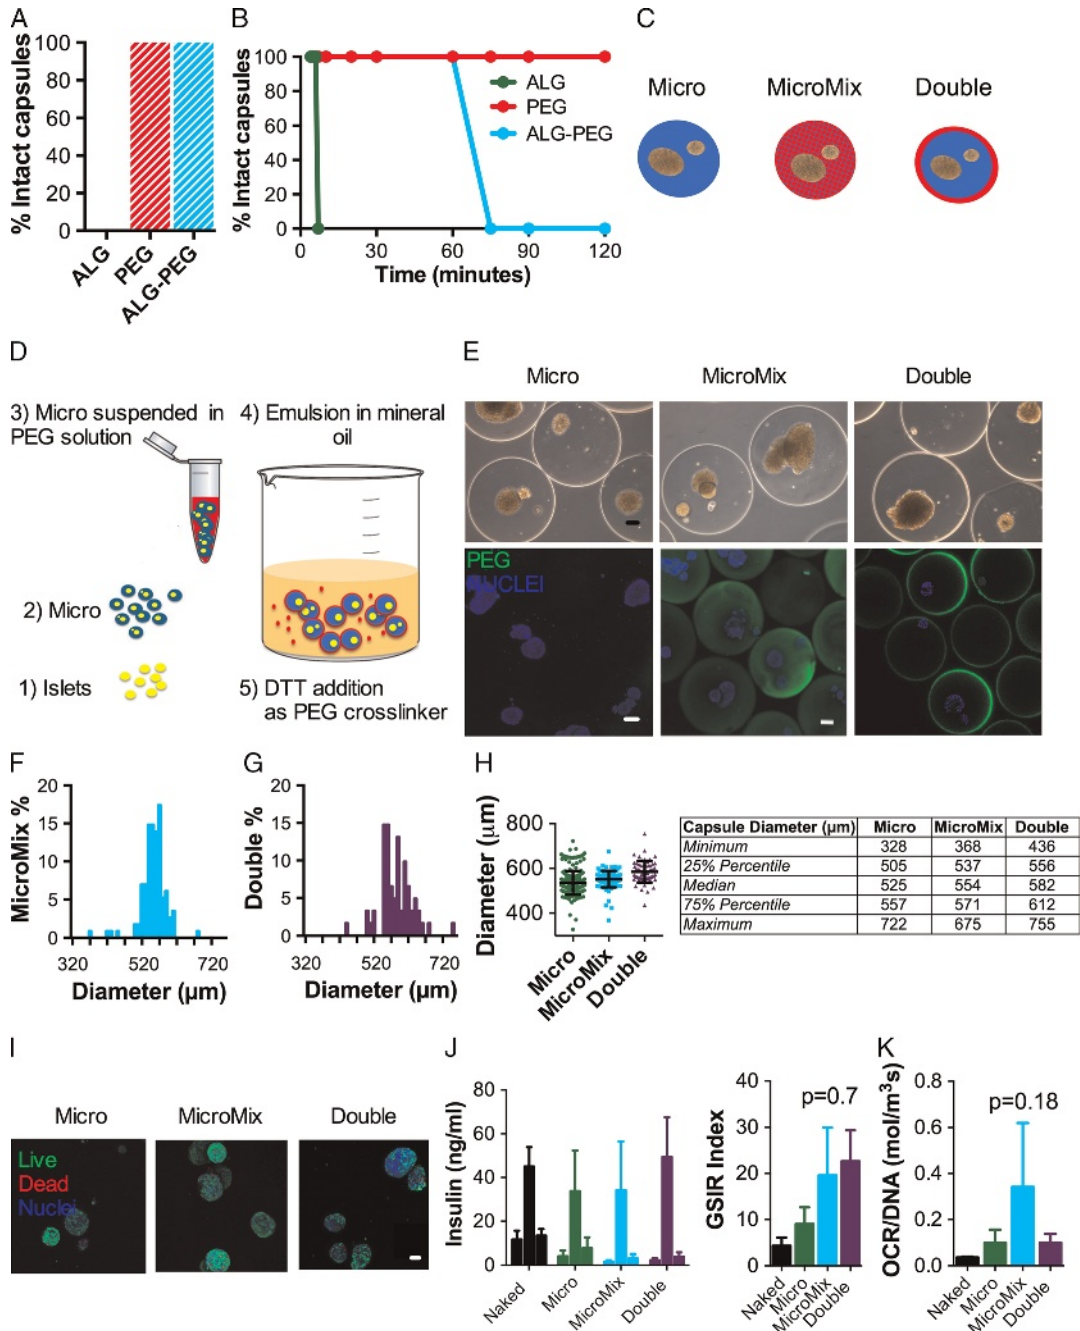 A
% Intact capsules
100
80
60
40
20
0
ALG
PEG
ALG-PEG
B
% Intact capsules
100
80
60
40
20
0
0
30
60
90
120
Time (minutes)
ALG
PEG
ALG-PEG
C
Micro
MicroMix
Double
D
3) Micro suspended in
PEG solution
4) Emulsion in mineral
oil
2) Micro
1) Islets
5) DTT addition
as PEG crosslinker
E
Micro
MicroMix
Double
PEG
NUCLEI
F
MicroMix %
20
15
10
5
0
320
520
720
Diameter (µm)
G
Double %
20
15
10
5
0
320
520
720
Diameter (µm)
H
Diameter (µm)
800
600
400
Micro
MicroMix
Double
Capsule Diameter (µm) Micro MicroMix Double
Minimum 328 368 436
25% Percentile 505 537 556
Median 525 554 582
75% Percentile 557 571 612
Maximum 722 675 755
I
Micro
MicroMix
Double
Live
Dead
Nuclei
J
Insulin (ng/ml)
80
60
40
20
0
Naked
Micro
MicroMix
Double
GSIR Index
40
30
20
10
0
p=0.7
Naked
Micro
MicroMix
Double
K
OCR/DNA (mol/m³s)
0.8
0.6
0.4
0.2
0.0
p=0.18
Naked
Micro
MicroMix
Double